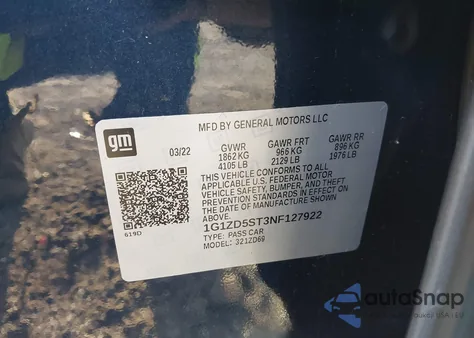 MFD BY GENERAL MOTORS LLC
gm
03/22 GVWR GAWR FRT GAWR RR
1862 KG 966 KG 896 KG
4105 LB 2129 LB 1976 LB
THIS VEHICLE CONFORMS TO ALL
APPLICABLE U.S. FEDERAL MOTOR
VEHICLE SAFETY, BUMPER, AND THEFT
PREVENTION STANDARDS IN EFFECT ON
THE DATE OF MANUFACTURE SHOWN
ABOVE.
1G1ZD5ST3NF127922
TYPE: PASS CAR
MODEL: 321ZD69
619D
autoSnap